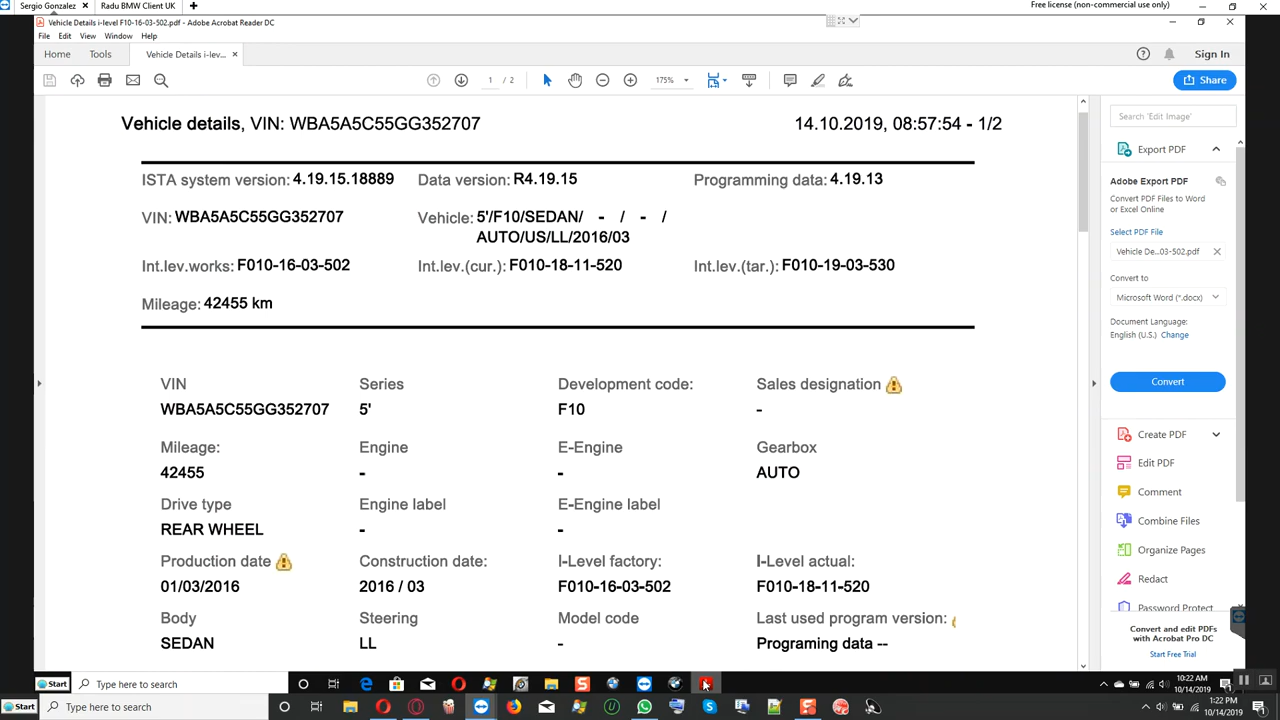 Sergio Gonzalez × Radu BMW Client UK + Free license (non-commercial use only)
Vehicle Details i-level F10-16-03-502.pdf - Adobe Acrobat Reader DC
File Edit View Window Help
Home Tools Vehicle Details i-lev... × Sign In
1 / 2 175% Share
Vehicle details, VIN: WBA5A5C55GG352707 14.10.2019, 08:57:54 - 1/2
ISTA system version: 4.19.15.18889 Data version: R4.19.15 Programming data: 4.19.13
VIN: WBA5A5C55GG352707 Vehicle: 5'/F10/SEDAN/ - / - /
AUTO/US/LL/2016/03
Int.lev.works: F010-16-03-502 Int.lev.(cur.): F010-18-11-520 Int.lev.(tar.): F010-19-03-530
Mileage: 42455 km
VIN Series Development code: Sales designation
WBA5A5C55GG352707 5' F10 -
Mileage: Engine E-Engine Gearbox
42455 - - AUTO
Drive type Engine label E-Engine label
REAR WHEEL - -
Production date Construction date: I-Level factory: I-Level actual:
01/03/2016 2016 / 03 F010-16-03-502 F010-18-11-520
Body Steering Model code Last used program version:
SEDAN LL - Programing data --
Search 'Edit Image'
Export PDF
Adobe Export PDF
Convert PDF Files to Word
or Excel Online
Select PDF File
Vehicle De...03-502.pdf ×
Convert to
Microsoft Word (*.docx)
Document Language:
English (U.S.) Change
Convert
Create PDF
Edit PDF
Comment
Combine Files
Organize Pages
Redact
Password Protect
Convert and edit PDFs
with Acrobat Pro DC
Start Free Trial
Start Type here to search 10:22 AM
10/14/2019
Start Type here to search 1:22 PM
10/14/2019